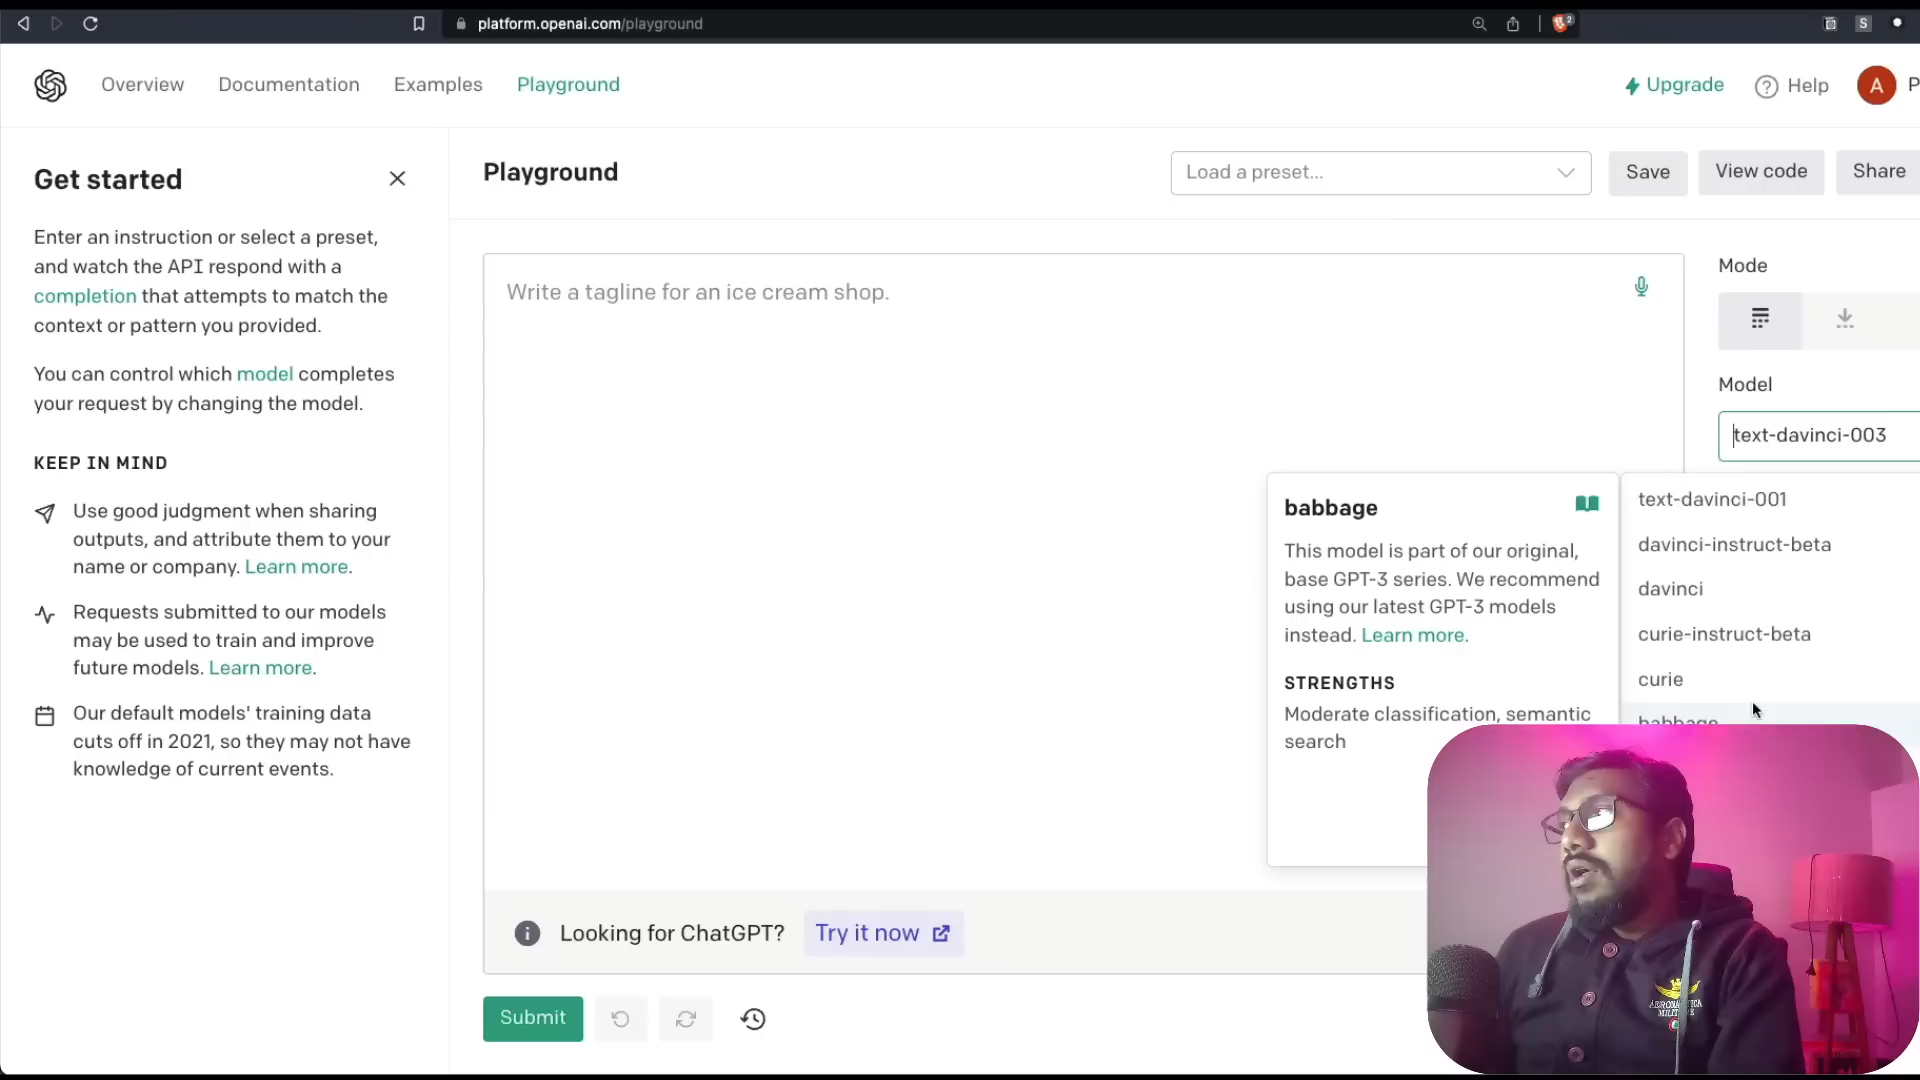 platform.openai.com/playground
2
S
Overview
Documentation
Examples
Playground
Upgrade
Help
A
P
Get started
Enter an instruction or select a preset,
and watch the API respond with a
completion that attempts to match the
context or pattern you provided.
You can control which model completes
your request by changing the model.
KEEP IN MIND
Use good judgment when sharing
outputs, and attribute them to your
name or company. Learn more.
Requests submitted to our models
may be used to train and improve
future models. Learn more.
Our default models' training data
cuts off in 2021, so they may not have
knowledge of current events.
Playground
Load a preset...
Save
View code
Share
Write a tagline for an ice cream shop.
Mode
Model
text-davinci-003
text-davinci-001
davinci-instruct-beta
davinci
curie-instruct-beta
curie
babbage
babbage
This model is part of our original,
base GPT-3 series. We recommend
using our latest GPT-3 models
instead. Learn more.
STRENGTHS
Moderate classification, semantic
search
Looking for ChatGPT?
Try it now
Submit